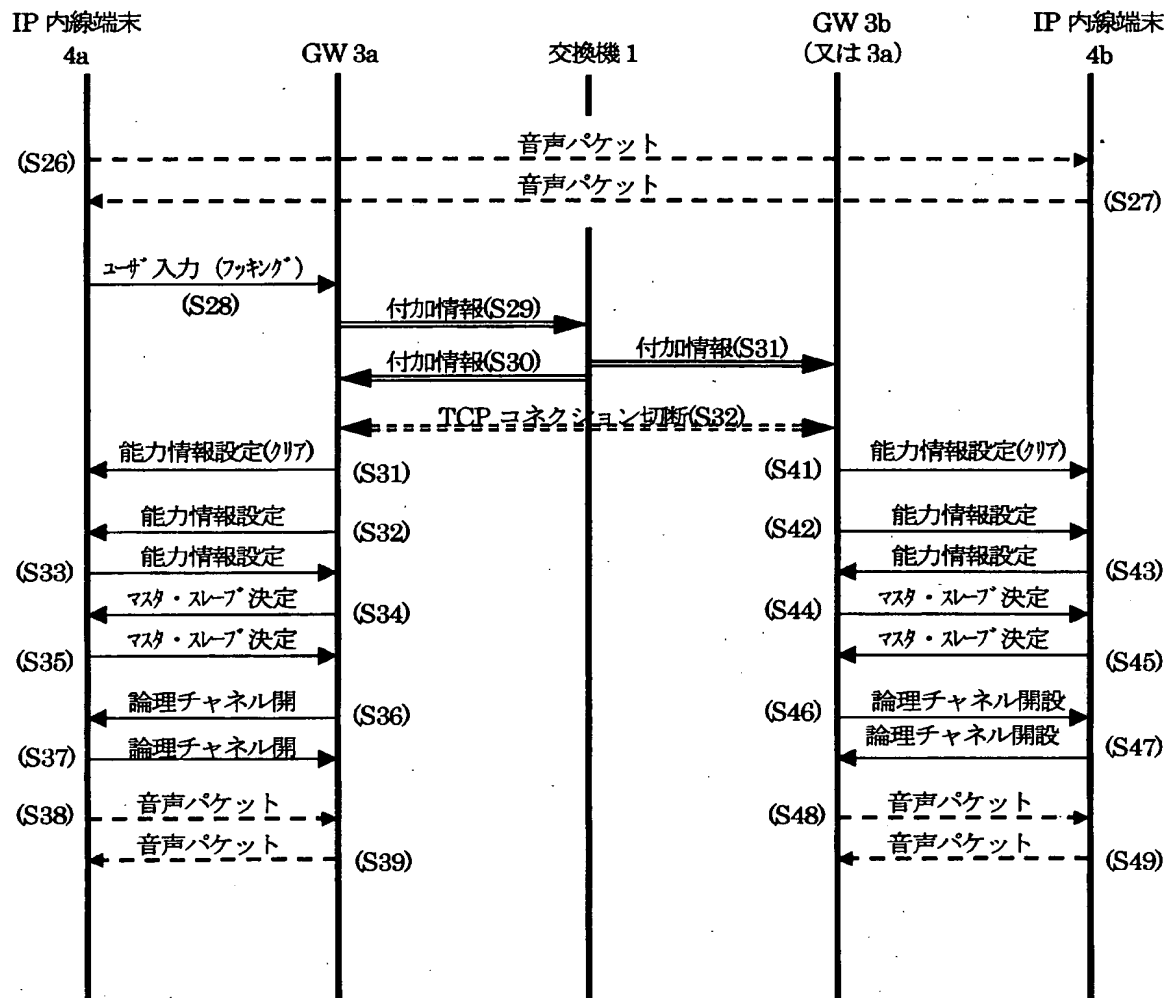 IP 内線端末
4a
GW 3a
交換機 1
GW 3b
(又は 3a)
IP 内線端末
4b
音声パケット
(S26)
音声パケット
(S27)
ユーザ入力 (フッキング)
(S28)
付加情報(S29)
付加情報(S30)
付加情報(S31)
TCP コネクション切断(S32)
能力情報設定(クリア)
(S31)
(S41)
能力情報設定(クリア)
能力情報設定
(S32)
(S42)
能力情報設定
(S33)
能力情報設定
能力情報設定
(S43)
マスタ・スレーブ決定
(S34)
(S44)
マスタ・スレーブ決定
(S35)
マスタ・スレーブ決定
マスタ・スレーブ決定
(S45)
論理チャネル開
(S36)
(S46)
論理チャネル開設
(S37)
論理チャネル開
論理チャネル開設
(S47)
(S38)
音声パケット
(S48)
音声パケット
音声パケット
(S39)
音声パケット
(S49)